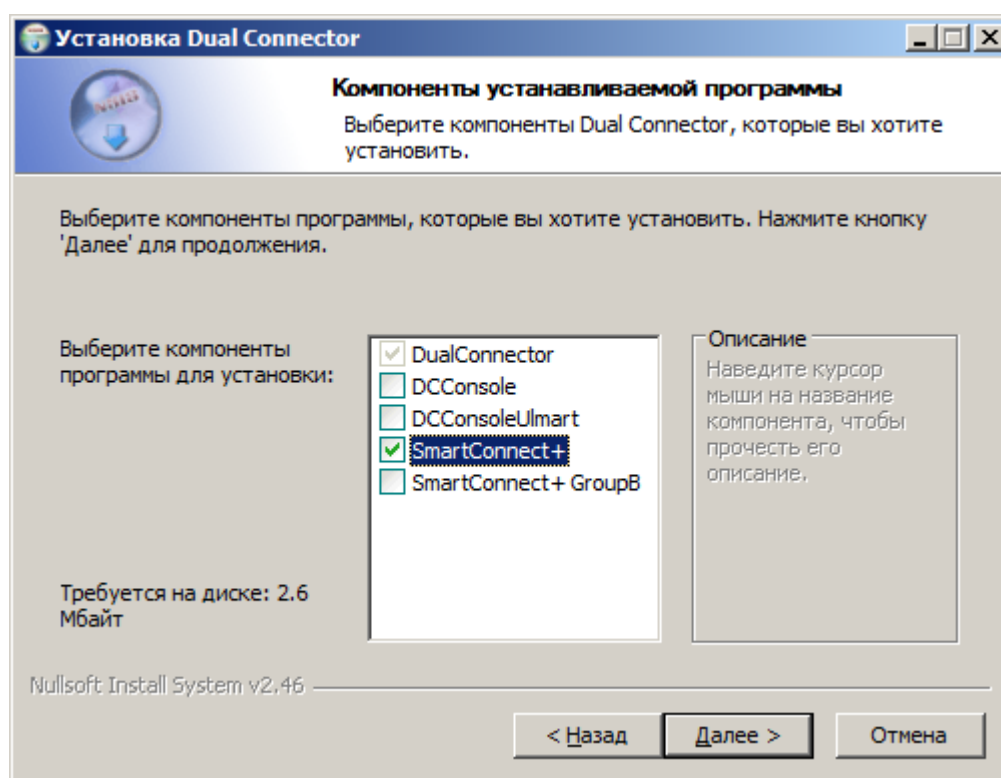 Установка Dual Connector
Компоненты устанавливаемой программы
Выберите компоненты Dual Connector, которые вы хотите
установить.
Выберите компоненты программы, которые вы хотите установить. Нажмите кнопку
'Далее' для продолжения.
Выберите компоненты
программы для установки:
DualConnector
DCConsole
DCConsoleUlmart
SmartConnect+
SmartConnect+ GroupB
Описание
Наведите курсор
мыши на название
компонента, чтобы
прочесть его
описание.
Требуется на диске: 2.6
Мбайт
Nullsoft Install System v2.46
< Назад
Далее >
Отмена